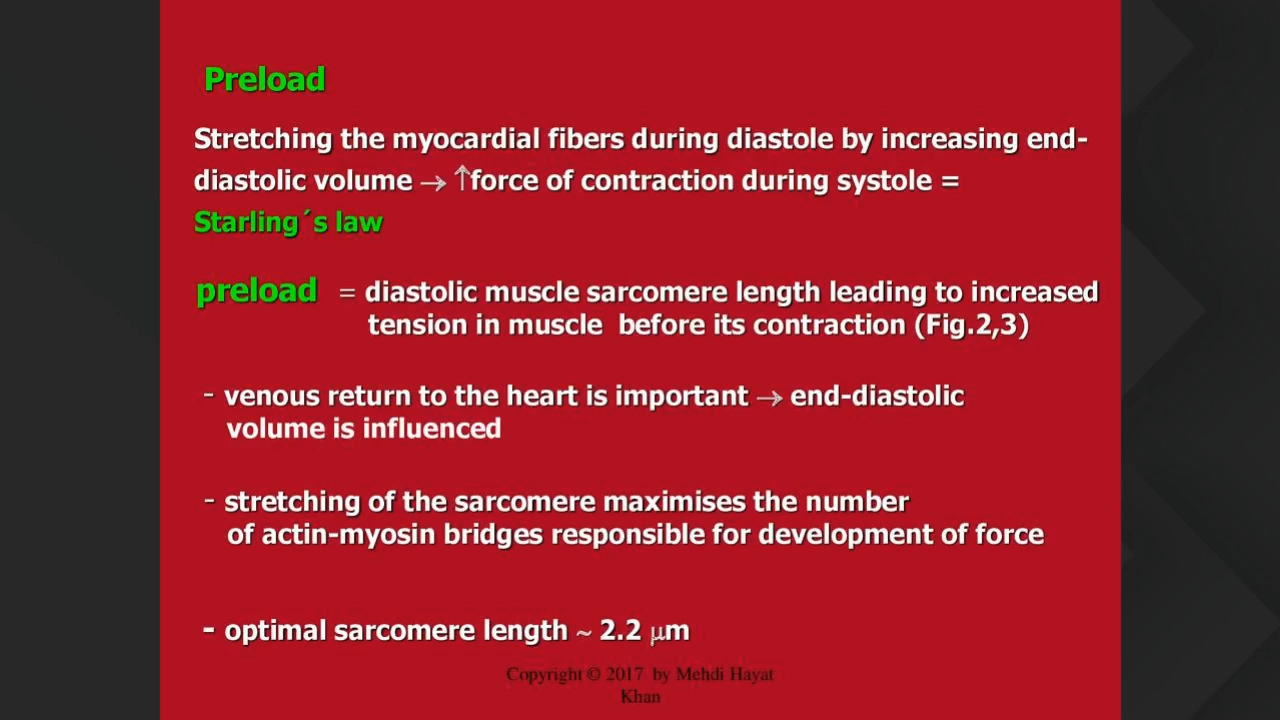 Preload
Stretching the myocardial fibers during diastole by increasing end-
diastolic volume → ↑force of contraction during systole =
Starling´s law
preload = diastolic muscle sarcomere length leading to increased
tension in muscle before its contraction (Fig.2,3)
- venous return to the heart is important → end-diastolic
volume is influenced
- stretching of the sarcomere maximises the number
of actin-myosin bridges responsible for development of force
- optimal sarcomere length ~ 2.2 μm
Copyright © 2017 by Mehdi Hayat
Khan